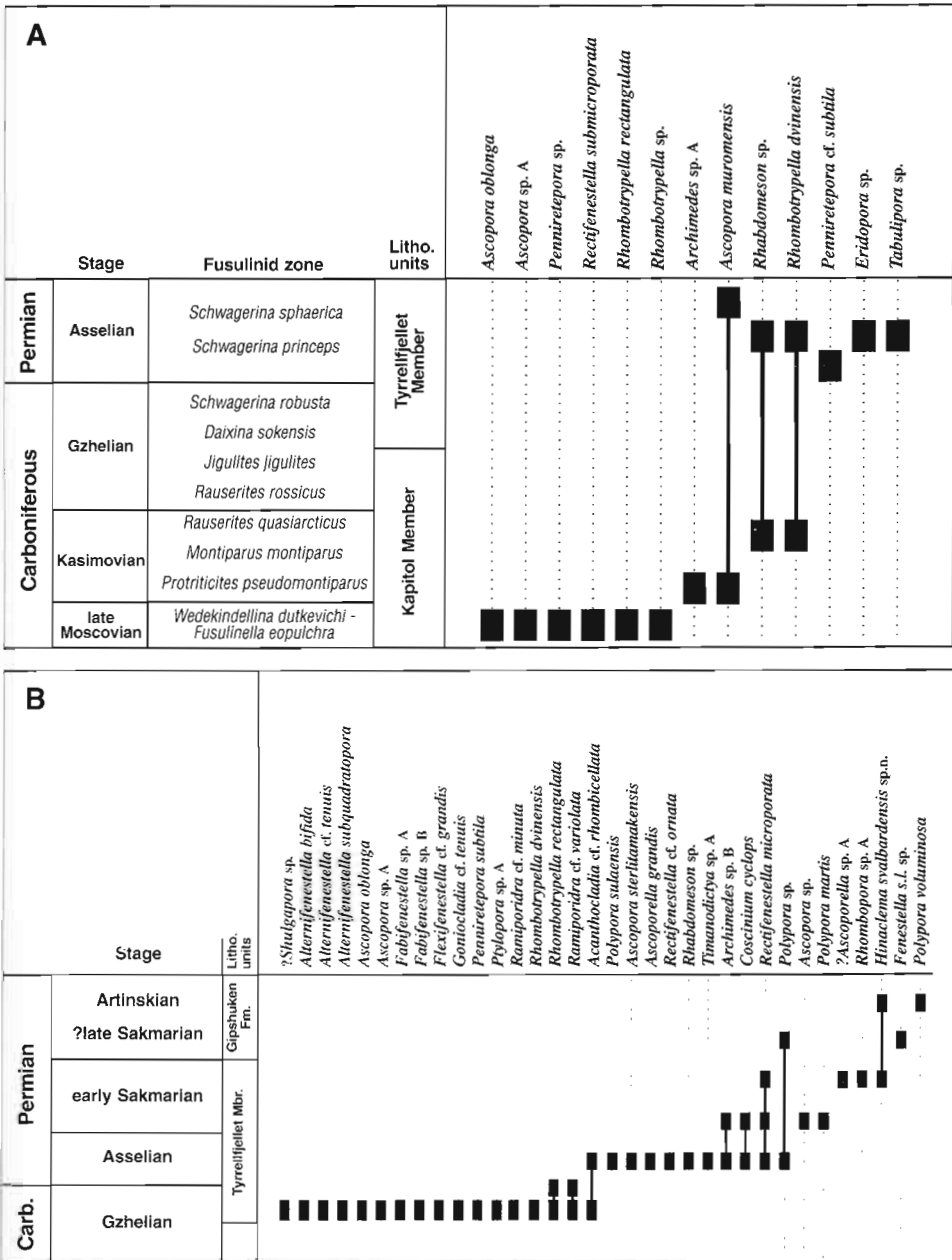 A
Stage
Fusulinid zone
Litho.
units
Ascopora oblonga
Ascopora sp. A
Penniretepora sp.
Rectifenestella submicroporata
Rhombotrypella rectangulata
Rhombotrypella sp.
Archimedes sp. A
Ascopora muromensis
Rhabdomeson sp.
Rhombotrypella dvinensis
Penniretepora cf. subtila
Eridopora sp.
Tabulipora sp.
Permian
Asselian
Schwagerina sphaerica
Schwagerina princeps
Tyrrellfjellet
Member
Carboniferous
Gzhelian
Schwagerina robusta
Daixina sokensis
Jigulites jigulites
Rauserites rossicus
Kapitol Member
Kasimovian
Rauserites quasiarcticus
Montiparus montiparus
Protriticites pseudomontiparus
late
Moscovian
Wedekindellina dutkevichi -
Fusulinella eopulchra
B
Stage
Litho.
units
?Shulgapora sp.
Alternifenestella bifida
Alternifenestella cf. tenuis
Alternifenestella subquadratopora
Ascopora oblonga
Ascopora sp. A
Fabifenestella sp. A
Fabifenestella sp. B
Flexifenestella cf. grandis
Goniocladia cf. tenuis
Penniretepora subtila
Ptylopora sp. A
Ramiporidra cf. minuta
Rhombotrypella dvinensis
Rhombotrypella rectangulata
Ramiporidra cf. variolata
Acanthocladia cf. rhombicellata
Polypora sulaensis
Ascopora sterlitamakensis
Ascoporella grandis
Rectifenestella cf. ornata
Rhabdomeson sp.
Timanodictya sp. A
Archimedes sp. B
Coscinium cyclops
Rectifenestella microporata
Polypora sp.
Ascopora sp.
Polypora martis
?Ascoporella sp. A
Rhombopora sp. A
Hinaclema svalbardensis sp.n.
Fenestella s.l. sp.
Polypora voluminosa
Permian
Artinskian
?late Sakmarian
Gipshuken
Fm.
early Sakmarian
Asselian
Tyrrellfjellet Mbr.
Carb.
Gzhelian